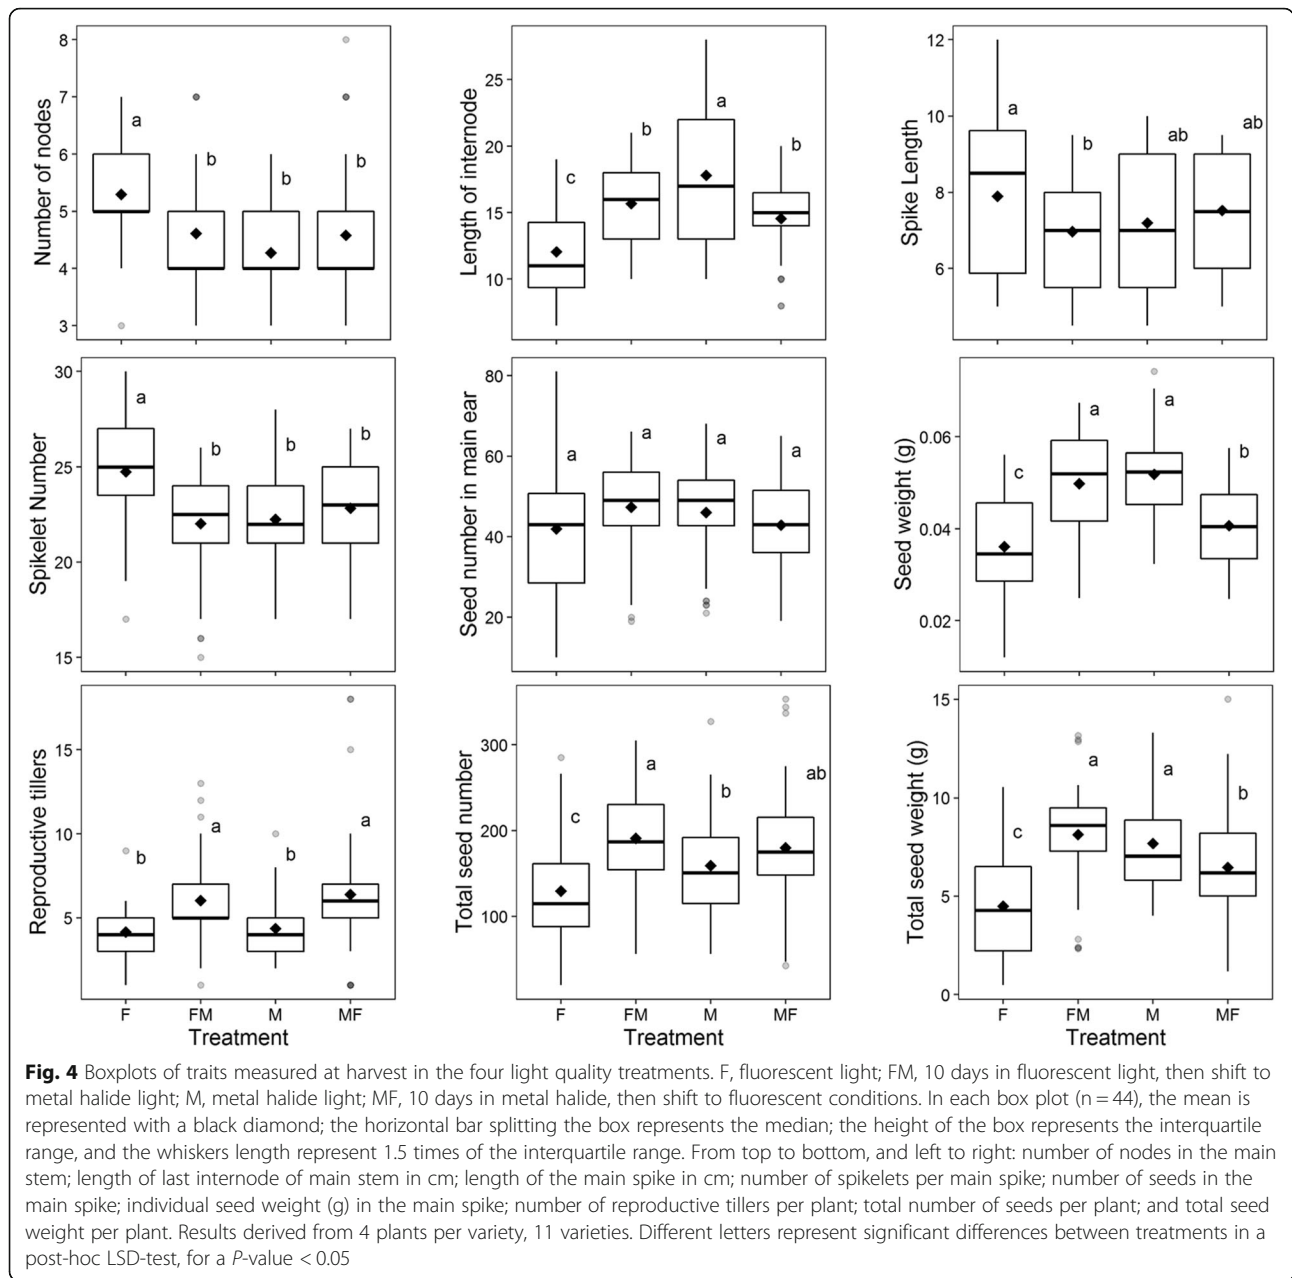 Number of nodes
8
7
6
5
4
3
a
b
b
b
Length of internode
25
20
15
10
c
b
a
b
Spike Length
12
10
8
6
a
b
ab
ab
Spikelet Number
30
25
20
15
a
b
b
b
Seed number in main ear
80
60
40
20
a
a
a
a
Seed weight (g)
0.06
0.04
0.02
c
a
a
b
Reproductive tillers
15
10
5
b
a
b
a
F FM M MF
Treatment
Total seed number
300
200
100
c
a
b
ab
F FM M MF
Treatment
Total seed weight (g)
15
10
5
0
c
a
a
b
F FM M MF
Treatment
Fig. 4 Boxplots of traits measured at harvest in the four light quality treatments. F, fluorescent light; FM, 10 days in fluorescent light, then shift to
metal halide light; M, metal halide light; MF, 10 days in metal halide, then shift to fluorescent conditions. In each box plot (n = 44), the mean is
represented with a black diamond; the horizontal bar splitting the box represents the median; the height of the box represents the interquartile
range, and the whiskers length represent 1.5 times of the interquartile range. From top to bottom, and left to right: number of nodes in the main
stem; length of last internode of main stem in cm; length of the main spike in cm; number of spikelets per main spike; number of seeds in the
main spike; individual seed weight (g) in the main spike; number of reproductive tillers per plant; total number of seeds per plant; and total seed
weight per plant. Results derived from 4 plants per variety, 11 varieties. Different letters represent significant differences between treatments in a
post-hoc LSD-test, for a P-value < 0.05